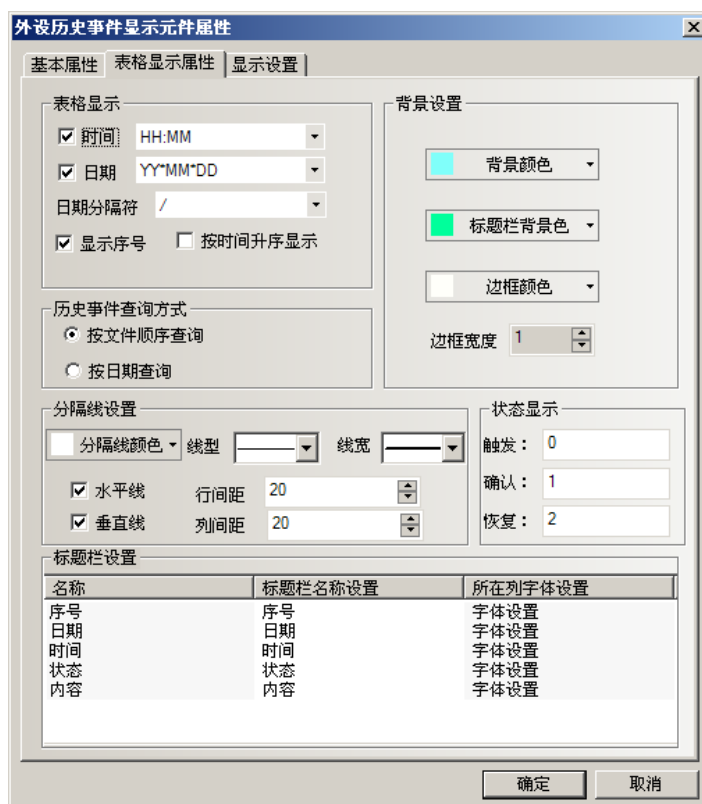 外设历史事件显示元件属性
基本属性 表格显示属性 显示设置
表格显示
时间 HH:MM
日期 YY*MM*DD
日期分隔符 /
显示序号 按时间升序显示
历史事件查询方式
按文件顺序查询
按日期查询
背景设置
背景颜色
标题栏背景色
边框颜色
边框宽度 1
分隔线设置
分隔线颜色 线型 线宽
水平线 行间距 20
垂直线 列间距 20
状态显示
触发： 0
确认： 1
恢复： 2
标题栏设置
名称 标题栏名称设置 所在列字体设置
序号 序号 字体设置
日期 日期 字体设置
时间 时间 字体设置
状态 状态 字体设置
内容 内容 字体设置
确定 取消